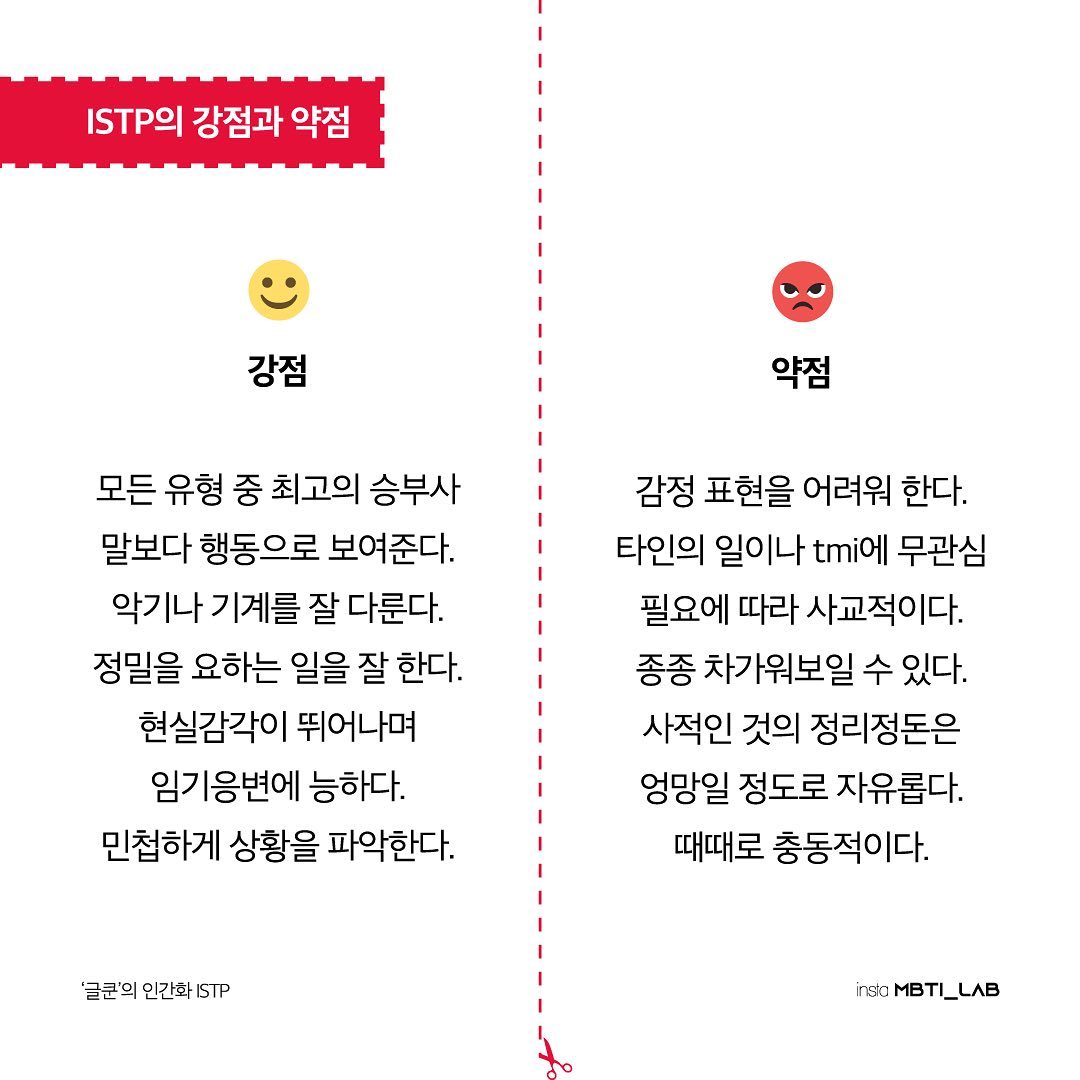 ISTP의 강점과 약점
강점
모든 유형 중 최고의 승부사
말보다 행동으로 보여준다.
악기나 기계를 잘 다룬다.
정밀을 요하는 일을 잘 한다.
현실감각이 뛰어나며
임기응변에 능하다.
민첩하게 상황을 파악한다.
약점
감정 표현을 어려워 한다.
타인의 일이나 tmi에 무관심
필요에 따라 사교적이다.
종종 차가워보일 수 있다.
사적인 것의 정리정돈은
엉망일 정도로 자유롭다.
때때로 충동적이다.
‘글쿤’의 인간화 ISTP
insta MBTI_LAB